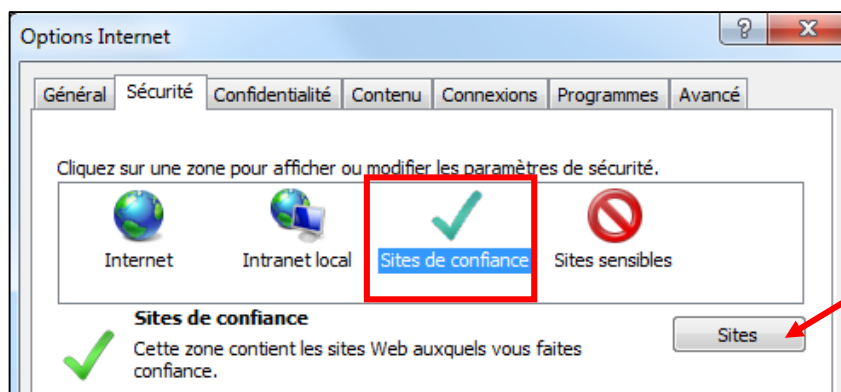 Options Internet
?
Général Sécurité Confidentialité Contenu Connexions Programmes Avancé
Cliquez sur une zone pour afficher ou modifier les paramètres de sécurité.
Internet Intranet local Sites de confiance Sites sensibles
Sites de confiance
Cette zone contient les sites Web auxquels vous faites
confiance.
Sites